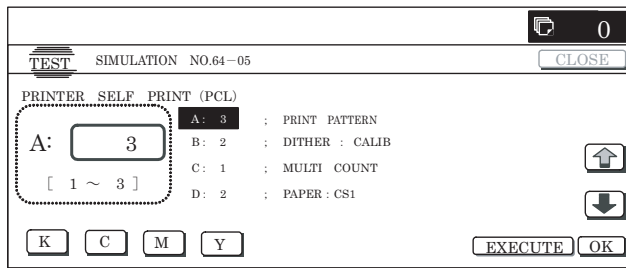 0
TEST SIMULATION NO.64-05 CLOSE
PRINTER SELF PRINT (PCL)
A: 3
[ 1 ~ 3 ]
A: 3 ; PRINT PATTERN
B: 2 ; DITHER : CALIB
C: 1 ; MULTI COUNT
D: 2 ; PAPER : CS1
K C M Y EXECUTE OK